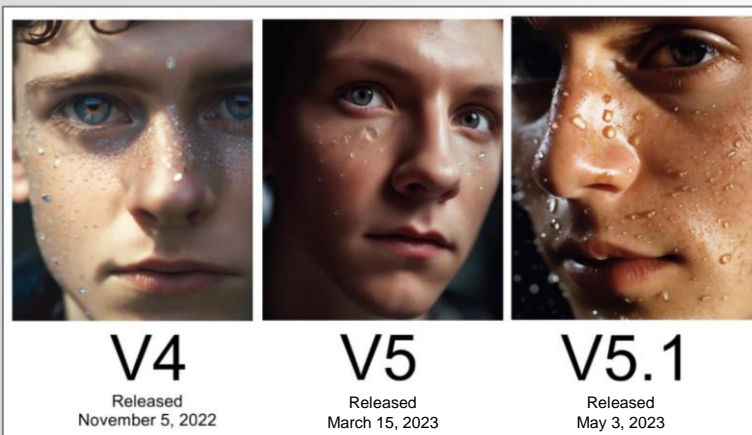 V4
Released
November 5, 2022
V5
Released
March 15, 2023
V5.1
Released
May 3, 2023